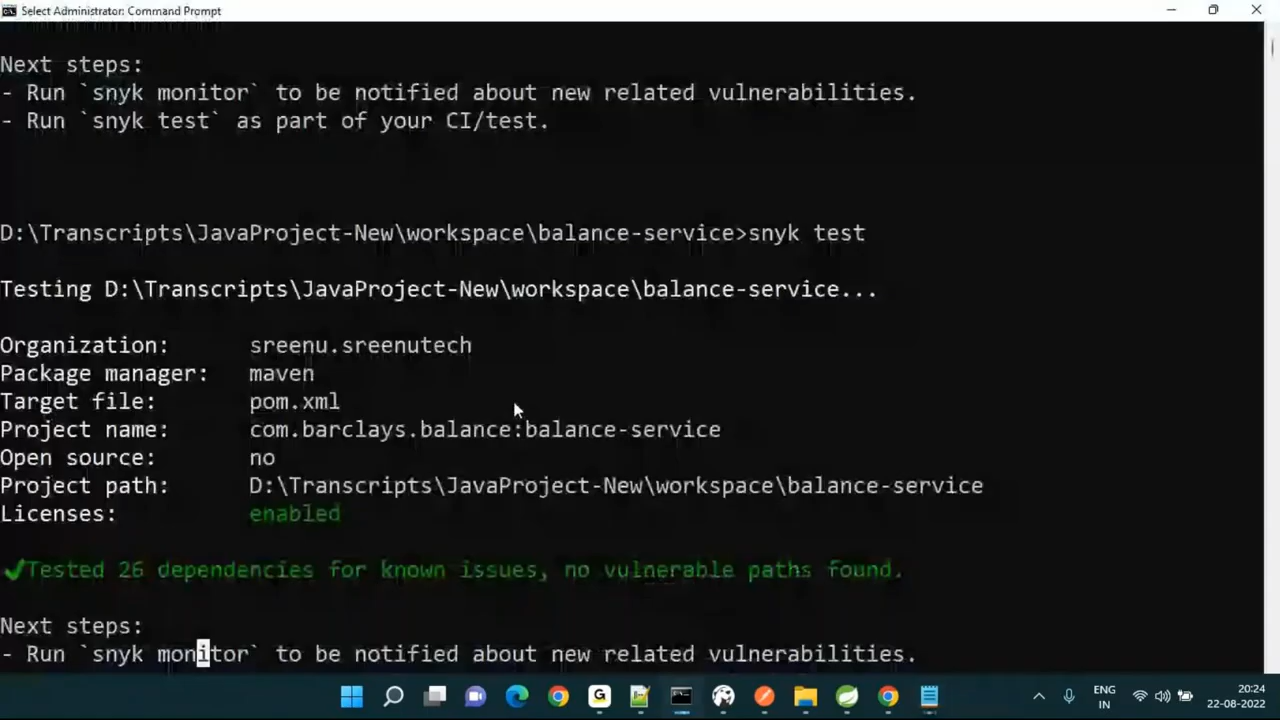 Select Administrator: Command Prompt
Next steps:
- Run `snyk monitor` to be notified about new related vulnerabilities.
- Run `snyk test` as part of your CI/test.
D:\Transcripts\JavaProject-New\workspace\balance-service>snyk test
Testing D:\Transcripts\JavaProject-New\workspace\balance-service...
Organization: sreenu.sreenutech
Package manager: maven
Target file: pom.xml
Project name: com.barclays.balance:balance-service
Open source: no
Project path: D:\Transcripts\JavaProject-New\workspace\balance-service
Licenses: enabled
✔Tested 26 dependencies for known issues, no vulnerable paths found.
Next steps:
- Run `snyk monitor` to be notified about new related vulnerabilities.
ENG 20:24
IN 22-08-2022